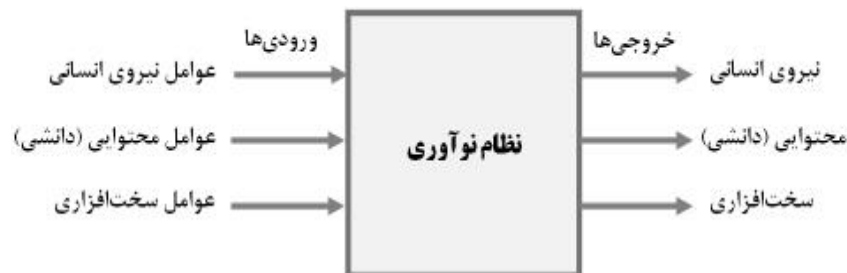 ورودی‌ها
عوامل نیروی انسانی
عوامل محتوایی (دانشی)
عوامل سخت‌افزاری
نظام نوآوری
خروجی‌ها
نیروی انسانی
محتوایی (دانشی)
سخت‌افزاری